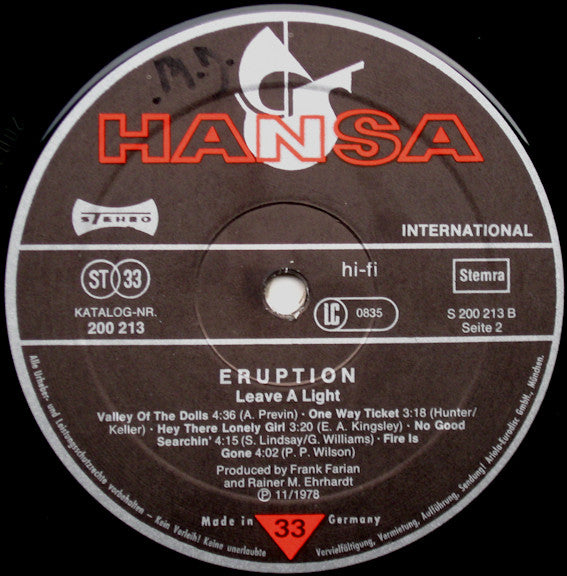 M.D.
HANSA
STEREO
INTERNATIONAL
ST 33
hi-fi
Stemra
KATALOG-NR.
200 213
LC 0835
S 200 213 B
Seite 2
ERUPTION
Leave A Light
Valley Of The Dolls 4:36 (A. Previn) · One Way Ticket 3:18 (Hunter/
Keller) · Hey There Lonely Girl 3:20 (E. A. Kingsley) · No Good
Searchin' 4:15 (S. Lindsay/G. Williams) · Fire Is
Gone 4:02 (P. P. Wilson)
Produced by Frank Farian
and Rainer M. Ehrhardt
Ⓟ 11/1978
Made in Germany
33
Alle Urheber- und Leistungsschutzrechte vorbehalten - Kein Verleih! Keine unerlaubte Vervielfältigung, Vermietung, Aufführung, Sendung! Ariola-Eurodisc GmbH., München.